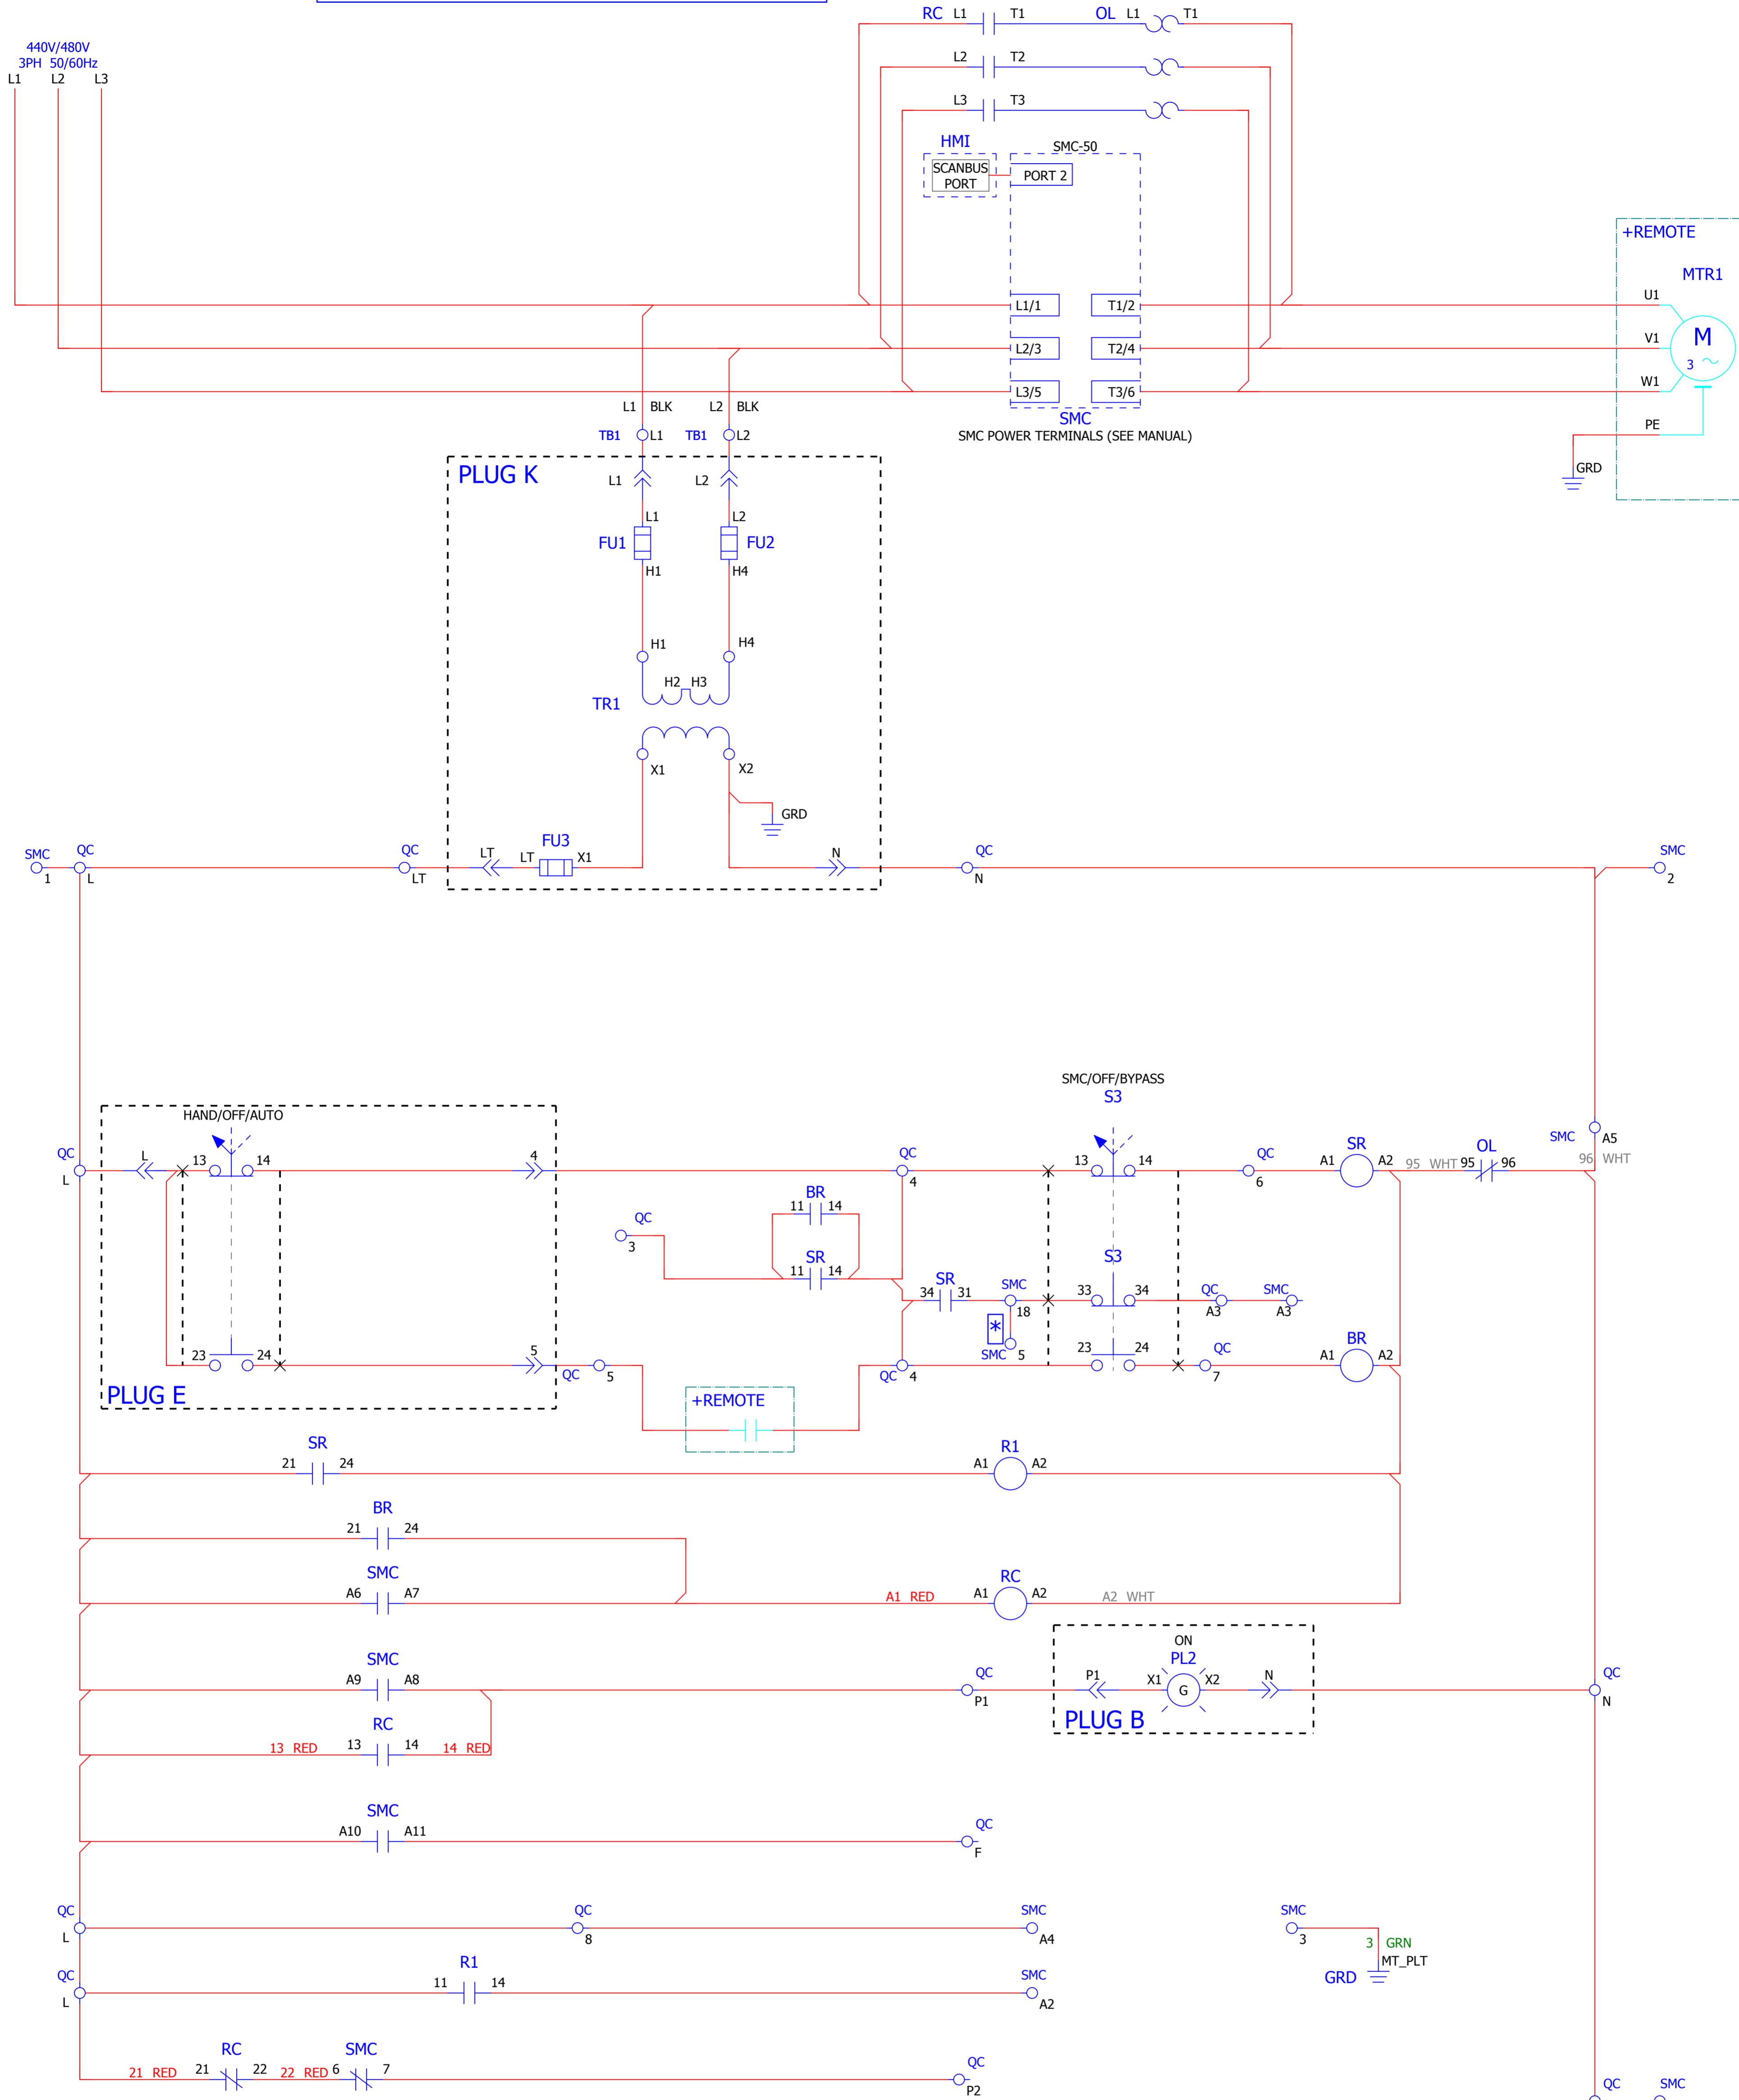 RC L1 T1 OL L1 T1
440V/480V
3PH 50/60Hz
L1 L2 L3
L2 T2
L3 T3
HMI
SMC-50
SCANBUS
PORT
PORT 2
+REMOTE
MTR1
L1/1 T1/2 U1
L2/3 T2/4 V1
M
3
L3/5 T3/6 W1
L1 BLK L2 BLK
SMC
PE
TB1 L1 TB1 L2
SMC POWER TERMINALS (SEE MANUAL)
GRD
PLUG K
L1 L2
L1 L2
FU1 FU2
H1 H4
H1 H4
H2 H3
TR1
X1 X2
GRD
FU3
SMC QC QC LT LT X1 N QC SMC
1 L LT N 2
SMC/OFF/BYPASS
S3
HAND/OFF/AUTO
QC L 13 14 4 QC 13 14 QC SR A1 A2 95 WHT 95 OL 96 SMC A5
96 WHT
L 4 6
BR
11 14
QC
3
SR
11 14
S3
SR
34 31 SMC 33 34 QC SMC
18 A3 A3
*
SMC 5
23 24 5 QC 5 QC 4 23 24 QC 7 BR A1 A2
PLUG E
+REMOTE
SR
21 24
R1
A1 A2
BR
21 24
SMC
A6 A7
A1 RED
RC
A1 A2
A2 WHT
ON
SMC
A9 A8
QC
P1
P1 PL2 X1 G X2 N
QC
N
PLUG B
RC
13 RED 13 14 14 RED
SMC
A10 A11
QC
F
QC QC SMC SMC
L 8 A4 3
3 GRN
MT_PLT
GRD
QC R1 SMC
11 14
L A2
RC SMC
21 RED 21 22 22 RED 6 7 QC
P2
QC SMC